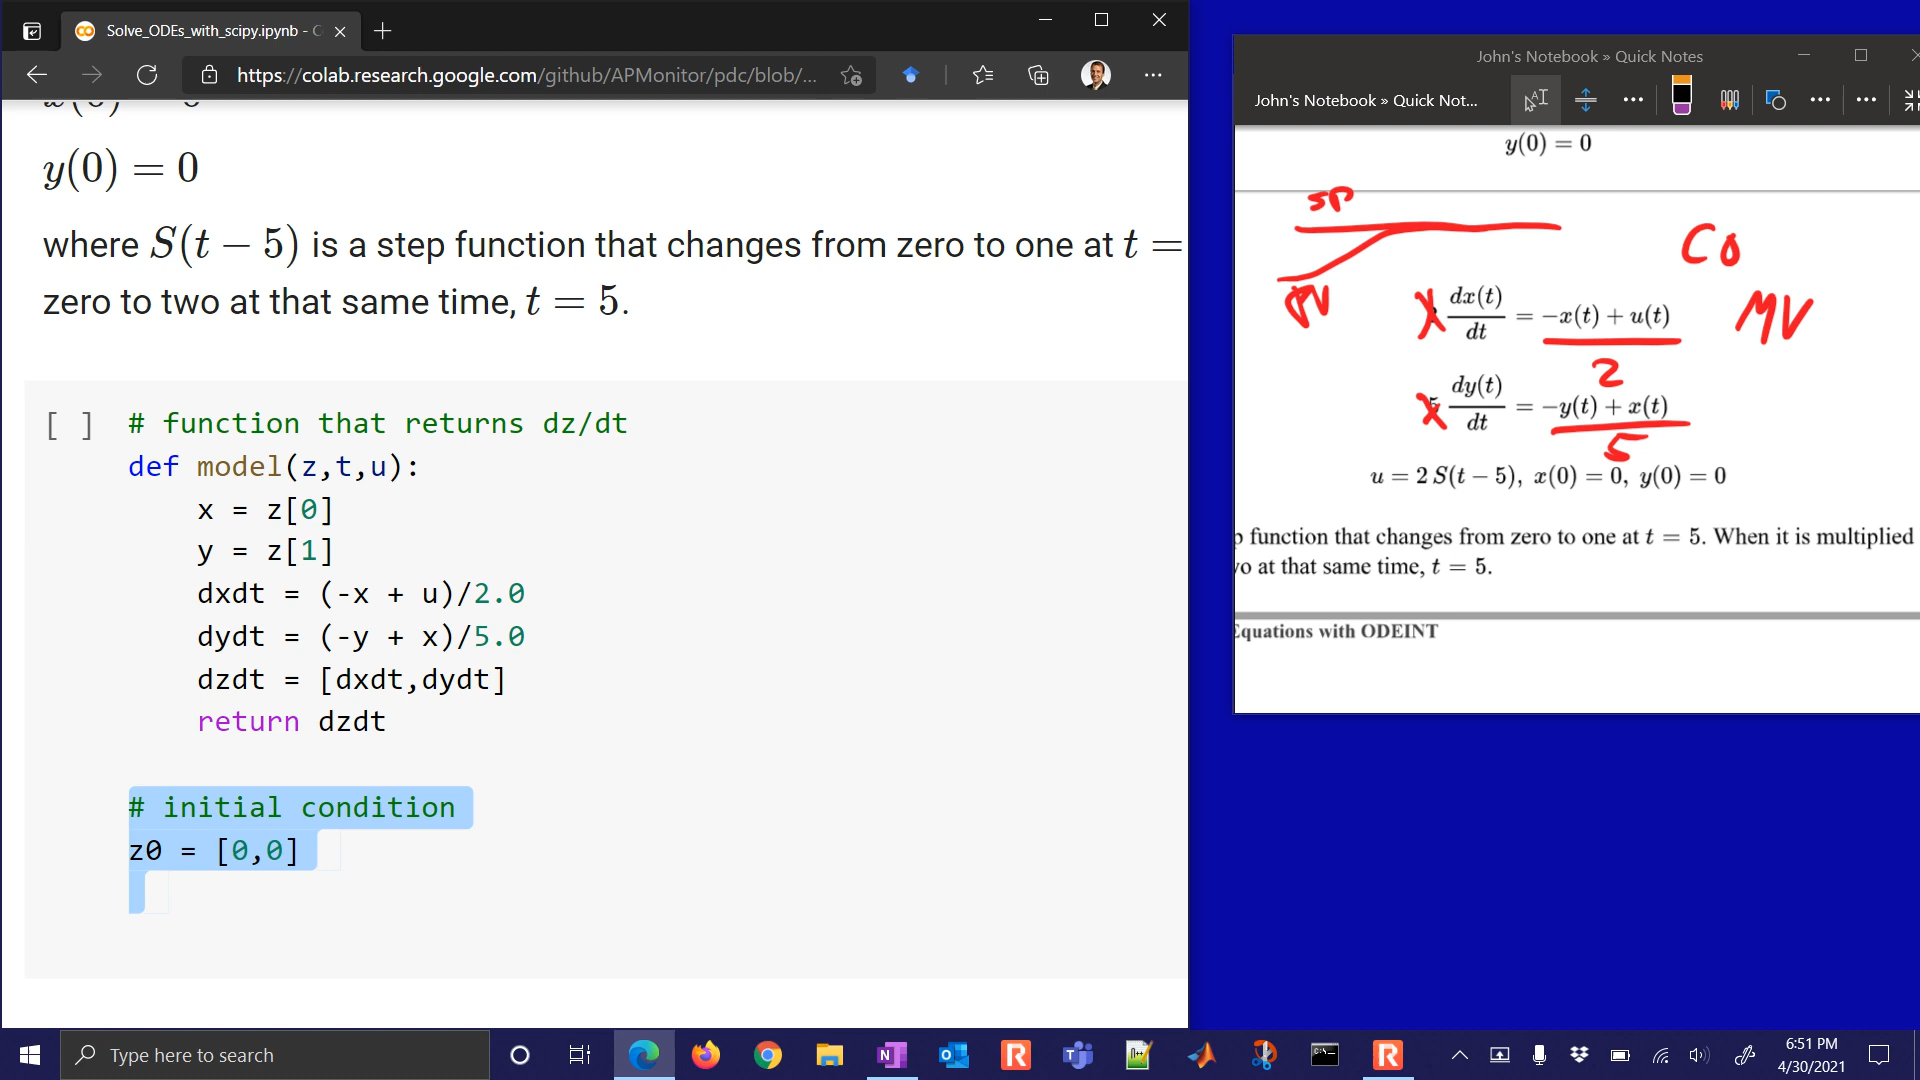 Solve_ODEs_with_scipy.ipynb - C
https://colab.research.google.com/github/APMonitor/pdc/blob/...
y(0) = 0
where S(t − 5) is a step function that changes from zero to one at t =
zero to two at that same time, t = 5.
[ ] # function that returns dz/dt
def model(z,t,u):
x = z[0]
y = z[1]
dxdt = (-x + u)/2.0
dydt = (-y + x)/5.0
dzdt = [dxdt,dydt]
return dzdt
# initial condition
z0 = [0,0]
John's Notebook » Quick Notes
John's Notebook » Quick Not...
y(0) = 0
SP
CO
PV
dx(t)/dt = −x(t) + u(t)
MV
2
dy(t)/dt = −y(t) + x(t)
5
u = 2 S(t − 5), x(0) = 0, y(0) = 0
function that changes from zero to one at t = 5. When it is multiplied
at that same time, t = 5.
Equations with ODEINT
Type here to search
6:51 PM
4/30/2021